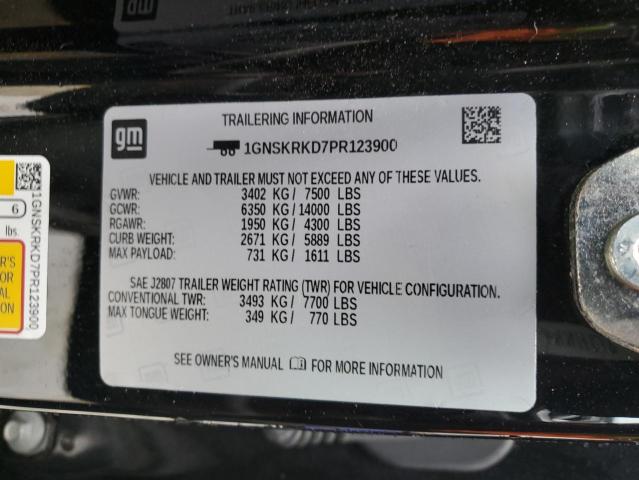 gm
TRAILERING INFORMATION
1GNSKRKD7PR123900
VEHICLE AND TRAILER MUST NOT EXCEED ANY OF THESE VALUES.
GVWR: 3402 KG/ 7500 LBS
GCWR: 6350 KG/14000 LBS
RGAWR: 1950 KG/ 4300 LBS
CURB WEIGHT: 2671 KG/ 5889 LBS
MAX PAYLOAD: 731 KG/ 1611 LBS
SAE J2807 TRAILER WEIGHT RATING (TWR) FOR VEHICLE CONFIGURATION.
CONVENTIONAL TWR: 3493 KG/ 7700 LBS
MAX TONGUE WEIGHT: 349 KG/ 770 LBS
SEE OWNER'S MANUAL FOR MORE INFORMATION
6
lbs.
1GNSKRKD7PR123900